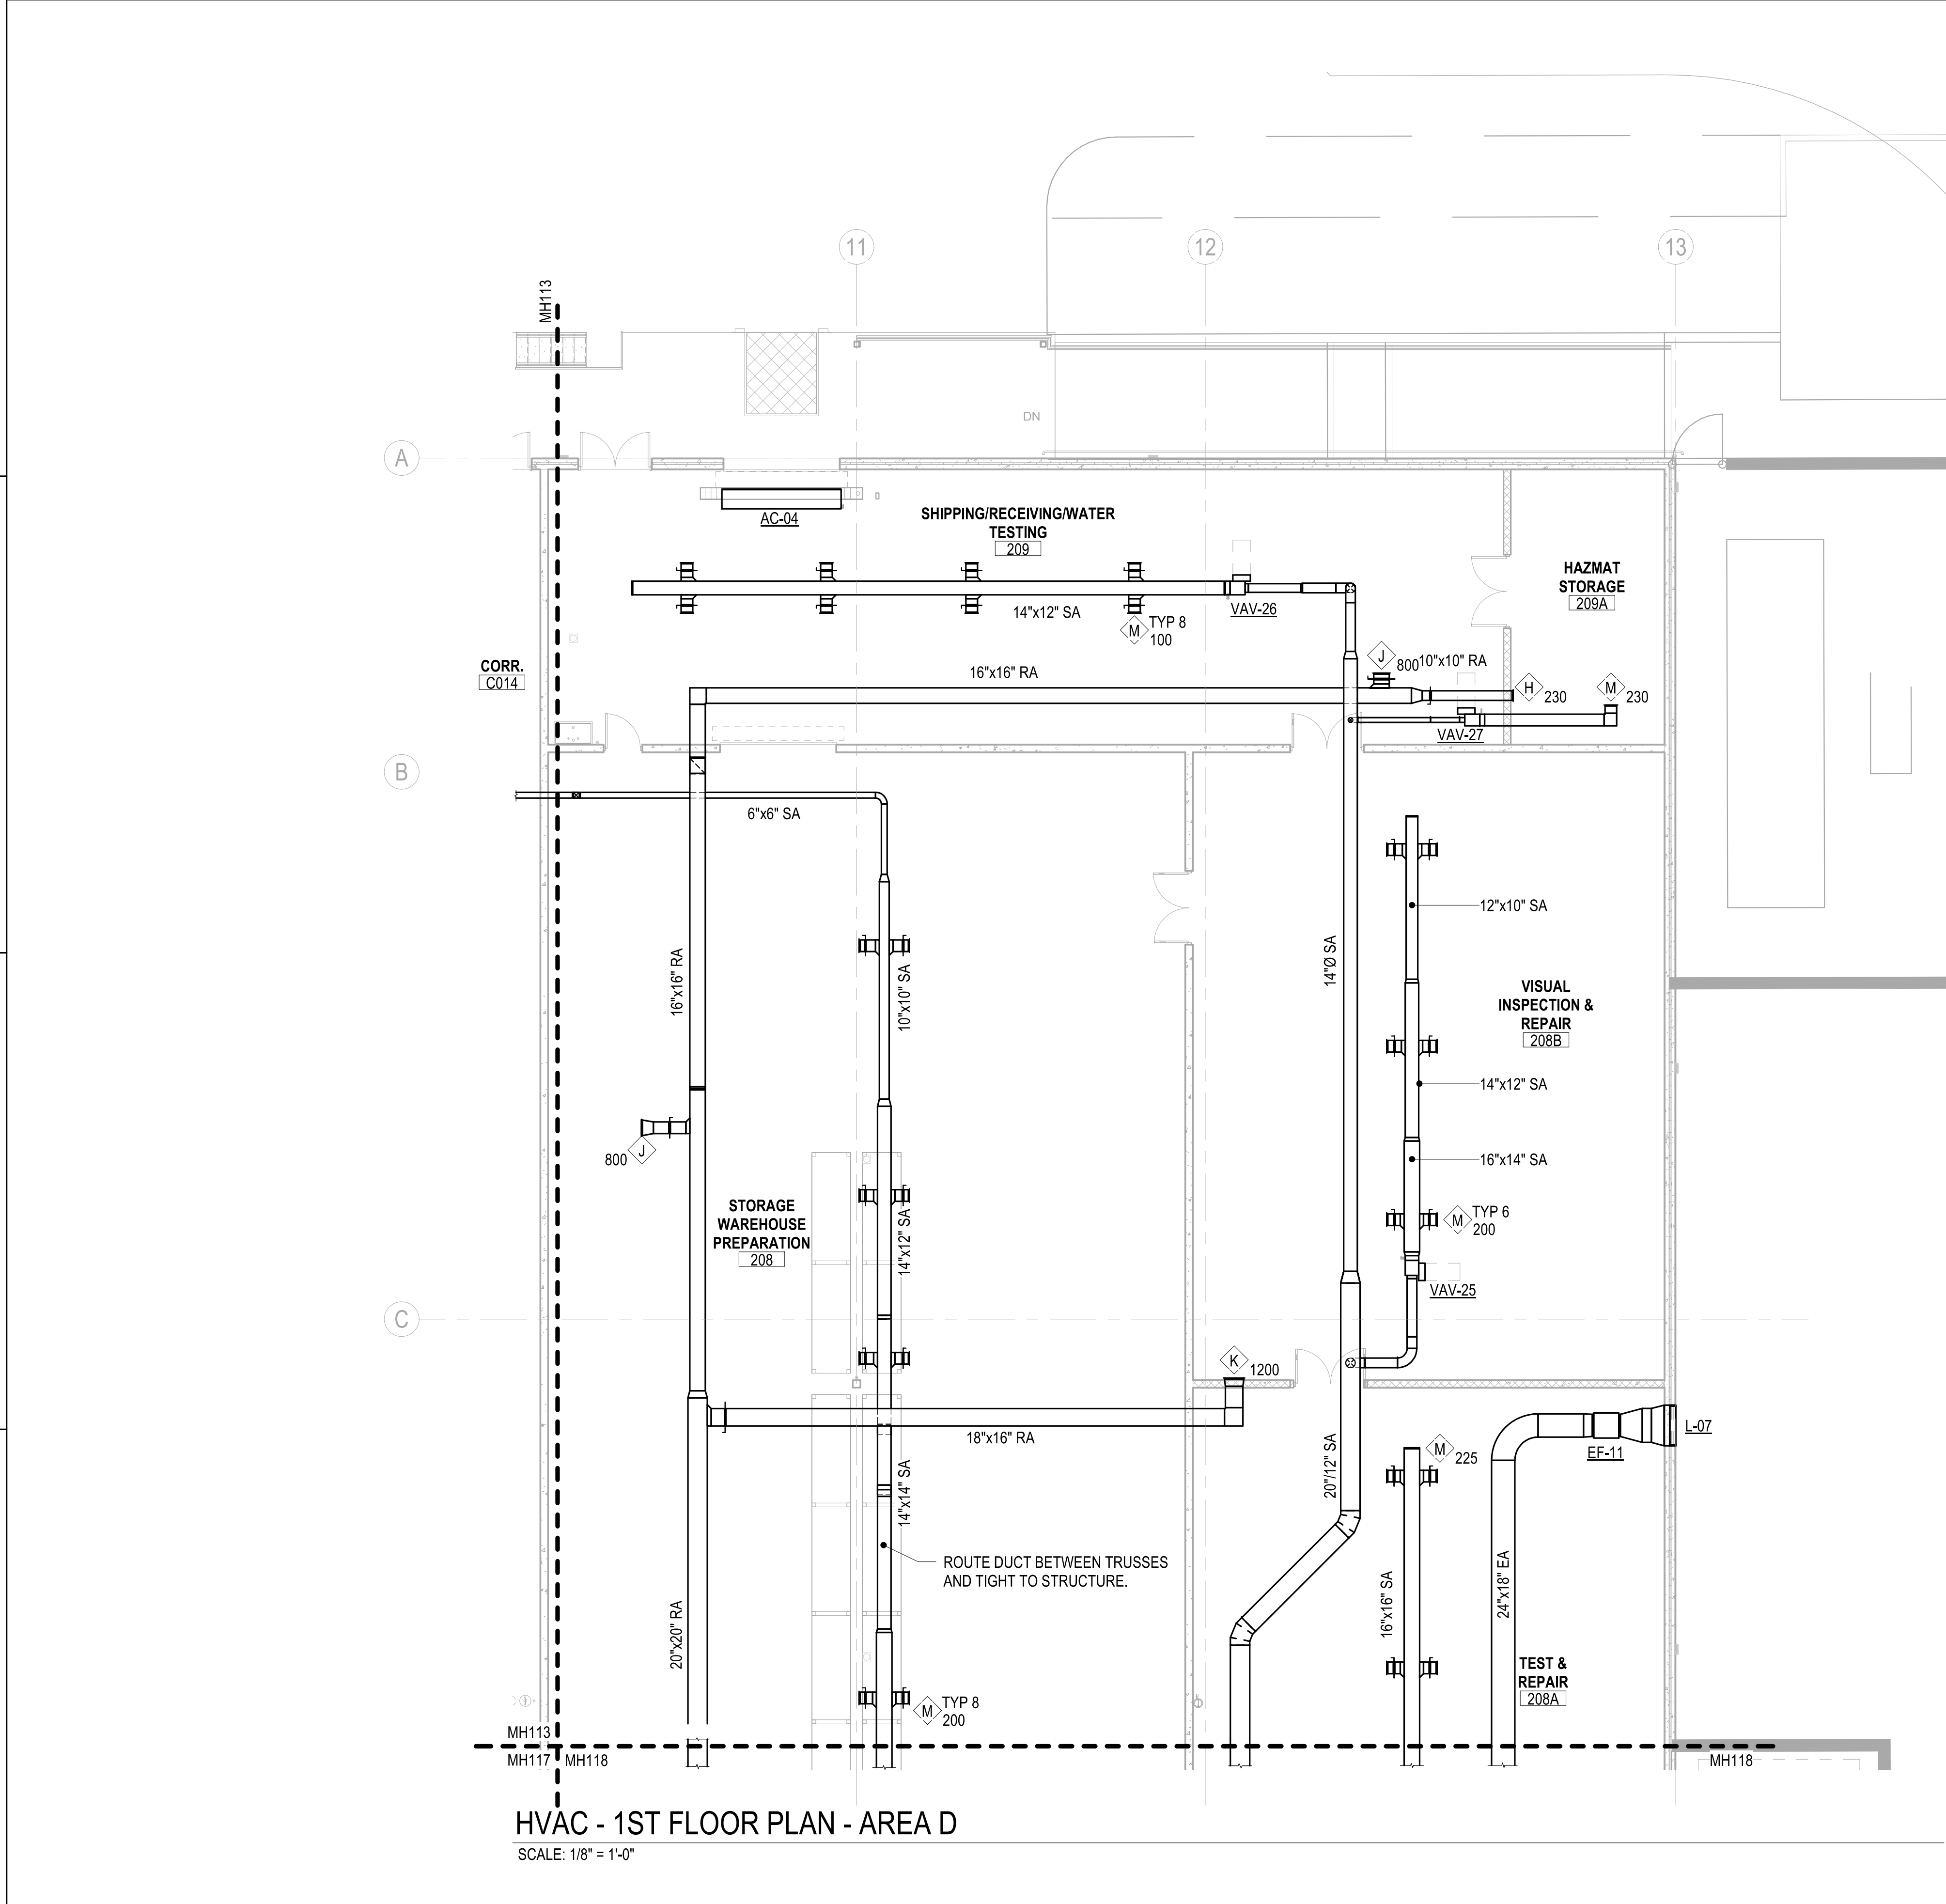 11
12
13
MH113
DN
A
AC-04
SHIPPING/RECEIVING/WATER
TESTING
209
HAZMAT
STORAGE
209A
14"x12" SA
VAV-26
M
TYP 8
100
CORR.
C014
16"x16" RA
J
800
10"x10" RA
H
230
M
230
VAV-27
B
6"x6" SA
12"x10" SA
16"x16" RA
10"x10" SA
14"Ø SA
VISUAL
INSPECTION &
REPAIR
208B
14"x12" SA
J
800
16"x14" SA
STORAGE
WAREHOUSE
PREPARATION
208
14"x12" SA
M
TYP 6
200
VAV-25
C
K
1200
18"x16" RA
L-07
EF-11
M
225
20"/12" SA
14"x14" SA
ROUTE DUCT BETWEEN TRUSSES
AND TIGHT TO STRUCTURE.
20"x20" RA
16"x16" SA
24"x18" EA
TEST &
REPAIR
208A
M
TYP 8
200
MH113
MH117
MH118
MH118
HVAC - 1ST FLOOR PLAN - AREA D
SCALE: 1/8" = 1'-0"